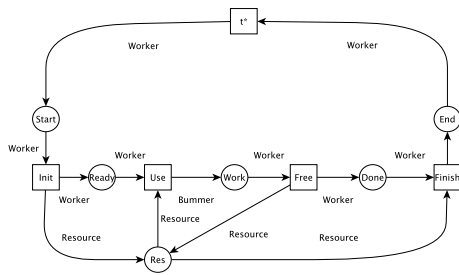 t*
Worker
Worker
Start
End
Worker
Worker
Worker
Worker
Init
Ready
Use
Work
Free
Done
Finish
Worker
Bummer
Worker
Resource
Resource
Resource
Resource
Res